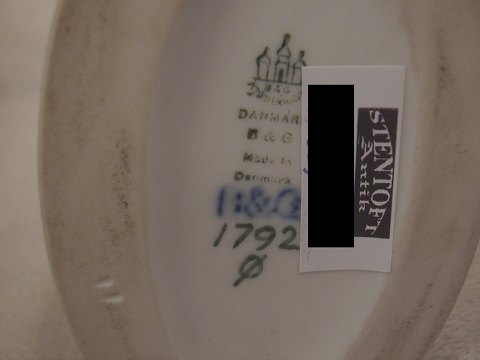 B & G
DANMARK
B & G
Made in
Denmark
B&G
1792
Ø
STENTOFT
Antik